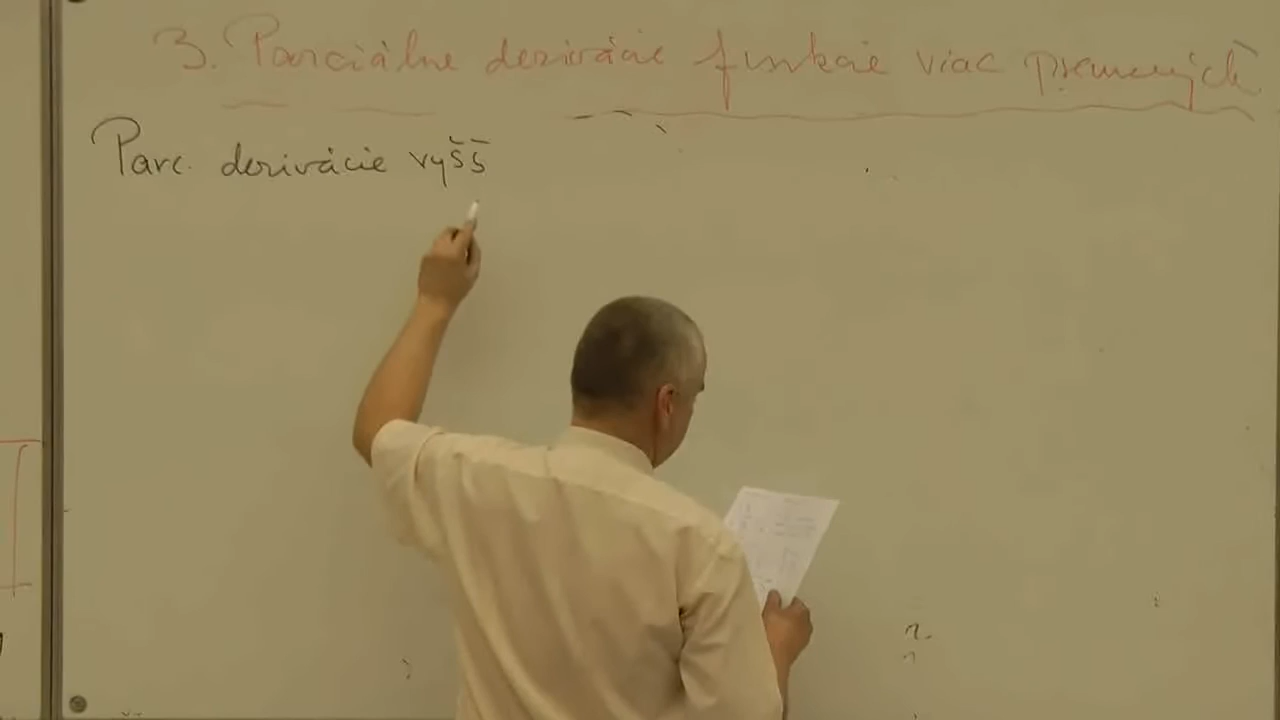 3. Parciálne derivácie funkcie viac premenných
Parc. derivácie vyšš